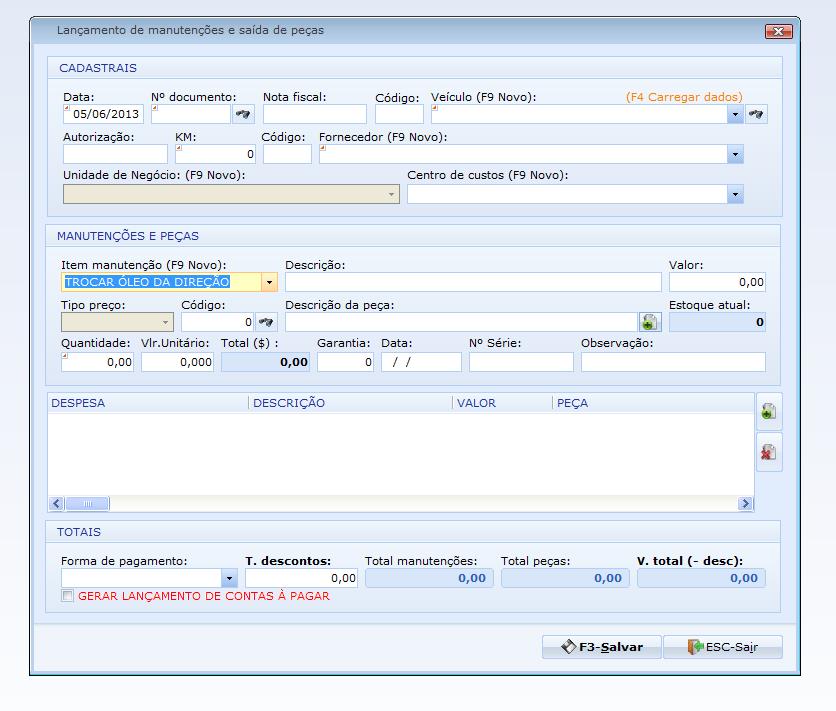 Lançamento de manutenções e saída de peças
CADASTRAIS
Data: Nº documento: Nota fiscal: Código: Veículo (F9 Novo): (F4 Carregar dados)
05/06/2013
Autorização: KM: Código: Fornecedor (F9 Novo):
0
Unidade de Negócio: (F9 Novo): Centro de custos (F9 Novo):
MANUTENÇÕES E PEÇAS
Item manutenção (F9 Novo): Descrição: Valor:
TROCAR ÓLEO DA DIREÇÃO 0,00
Tipo preço: Código: Descrição da peça: Estoque atual:
0 0
Quantidade: Vlr.Unitário: Total ($) : Garantia: Data: Nº Série: Observação:
0,00 0,000 0,00 0 / /
DESPESA DESCRIÇÃO VALOR PEÇA
TOTAIS
Forma de pagamento: T. descontos: Total manutenções: Total peças: V. total (- desc):
0,00 0,00 0,00 0,00
GERAR LANÇAMENTO DE CONTAS À PAGAR
F3-Salvar ESC-Sair